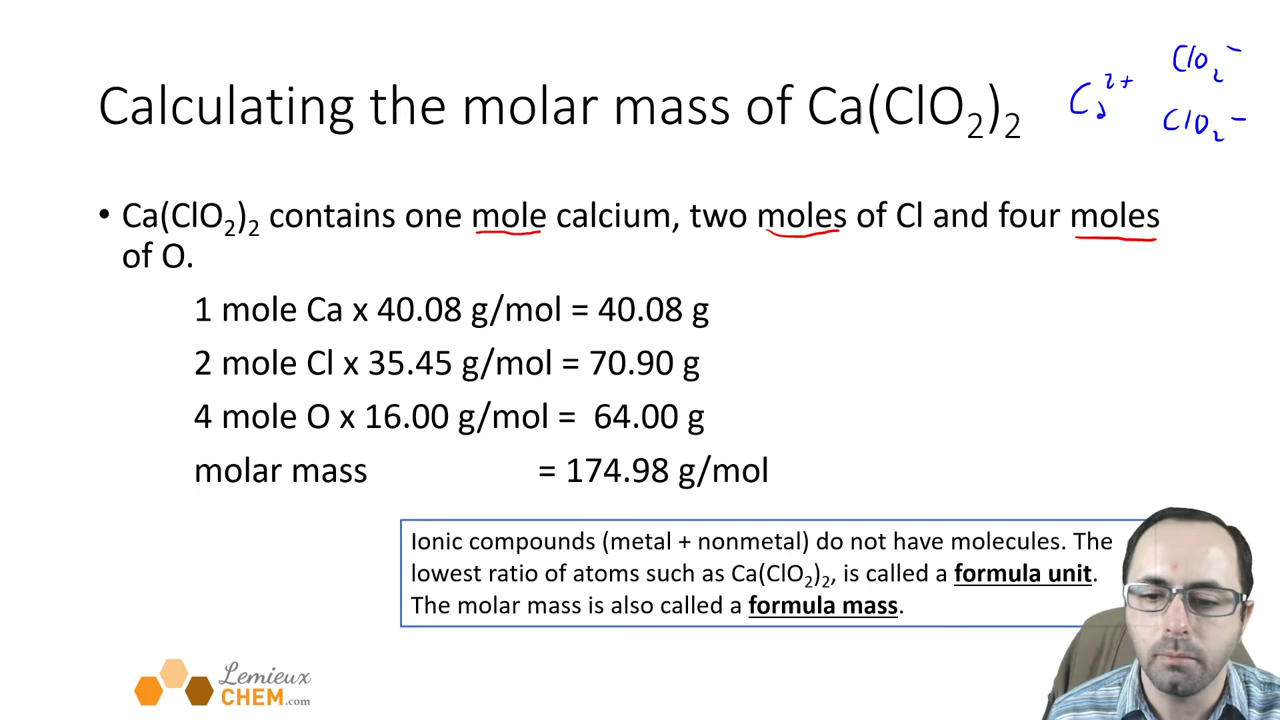 Calculating the molar mass of Ca(ClO₂)₂
Ca²⁺
ClO₂⁻
ClO₂⁻
• Ca(ClO₂)₂ contains one mole calcium, two moles of Cl and four moles
of O.
1 mole Ca x 40.08 g/mol = 40.08 g
2 mole Cl x 35.45 g/mol = 70.90 g
4 mole O x 16.00 g/mol = 64.00 g
molar mass = 174.98 g/mol
Ionic compounds (metal + nonmetal) do not have molecules. The
lowest ratio of atoms such as Ca(ClO₂)₂, is called a formula unit.
The molar mass is also called a formula mass.
Lemieux
CHEM.com